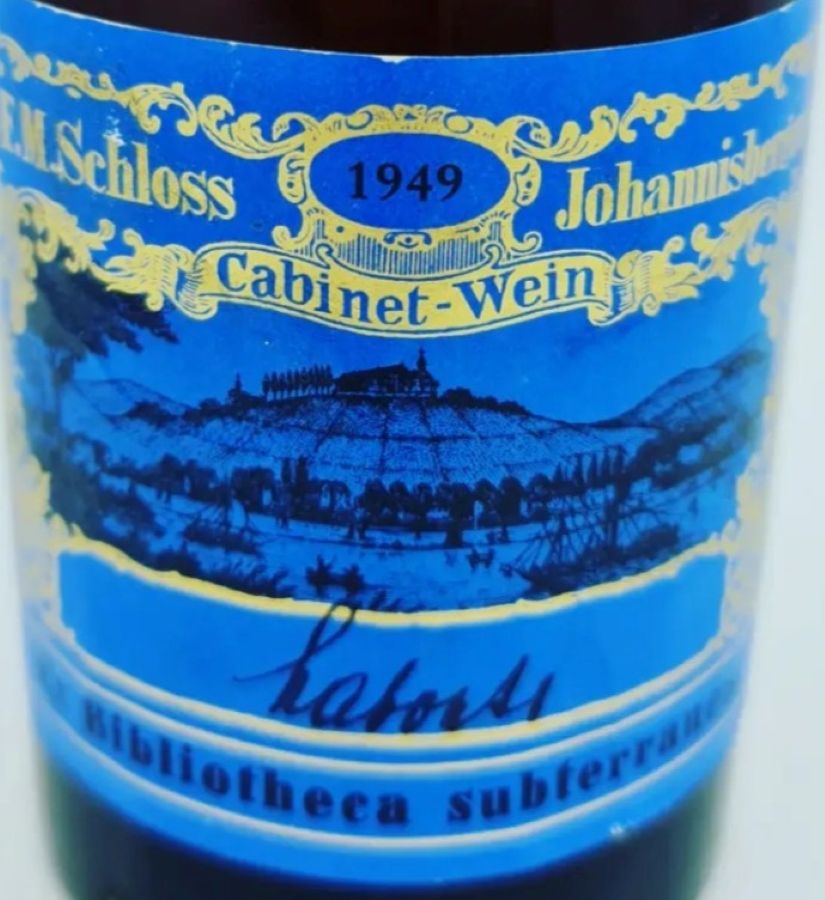 1949
F.M. Schloss Johannisberger
Cabinet-Wein
Bibliotheca subterranea